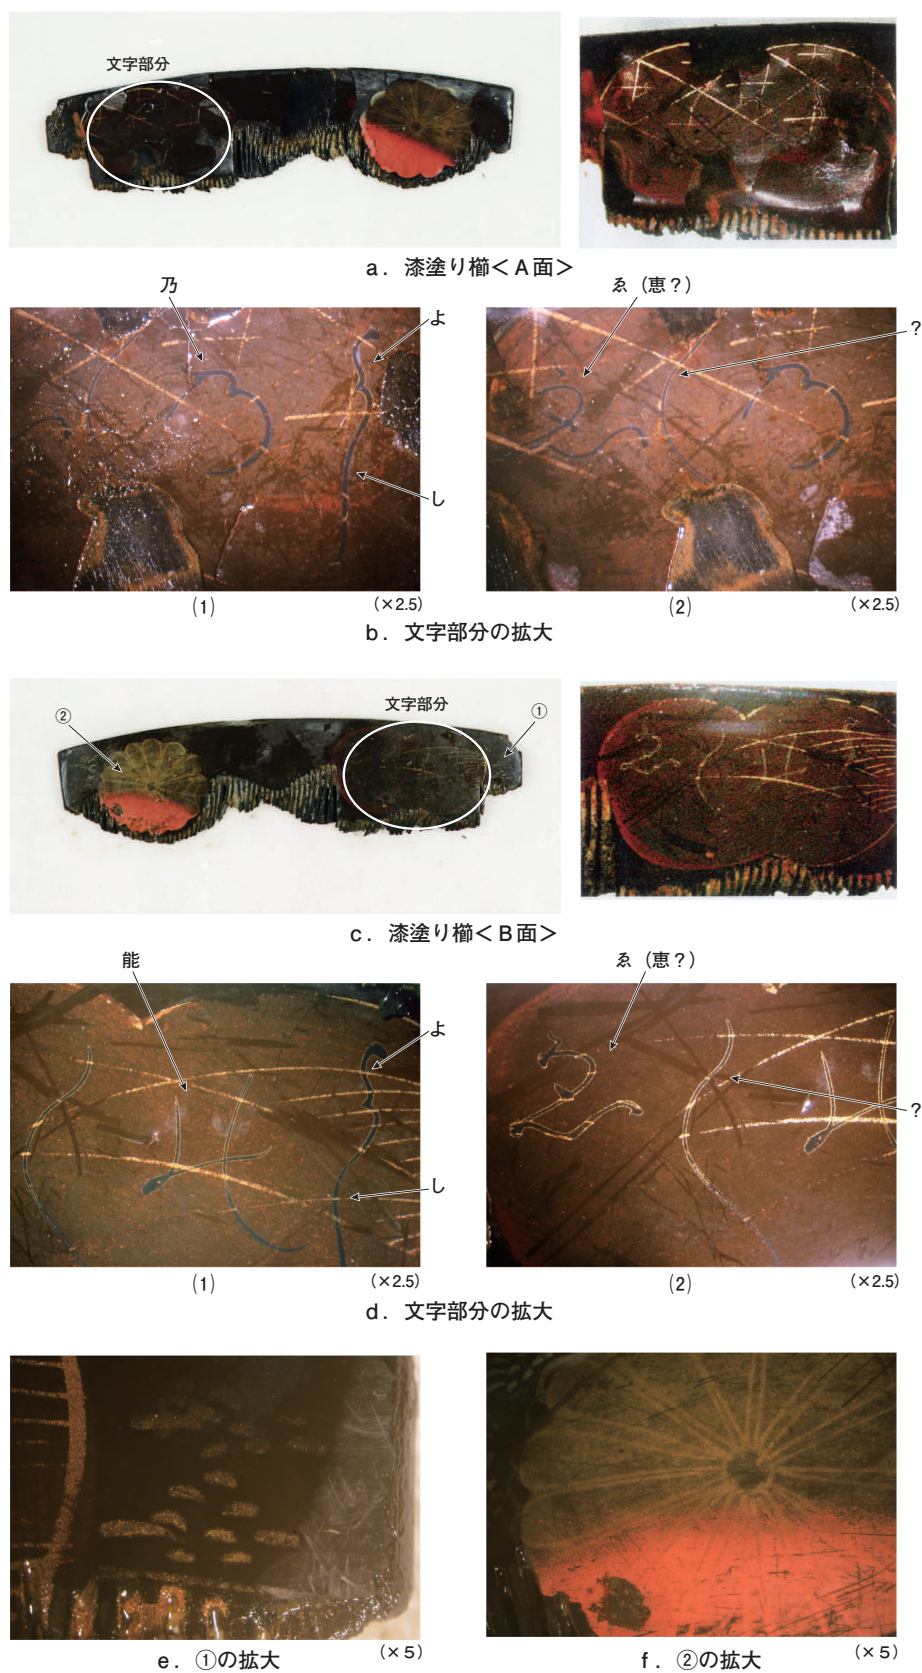 文字部分
a．漆塗り櫛＜A面＞
乃
よ
し
ゑ（恵？）
？
(1)
（×2.5）
(2)
（×2.5）
b．文字部分の拡大
②
文字部分
①
c．漆塗り櫛＜B面＞
能
よ
し
ゑ（恵？）
？
(1)
（×2.5）
(2)
（×2.5）
d．文字部分の拡大
（×5）
e．①の拡大
（×5）
f．②の拡大